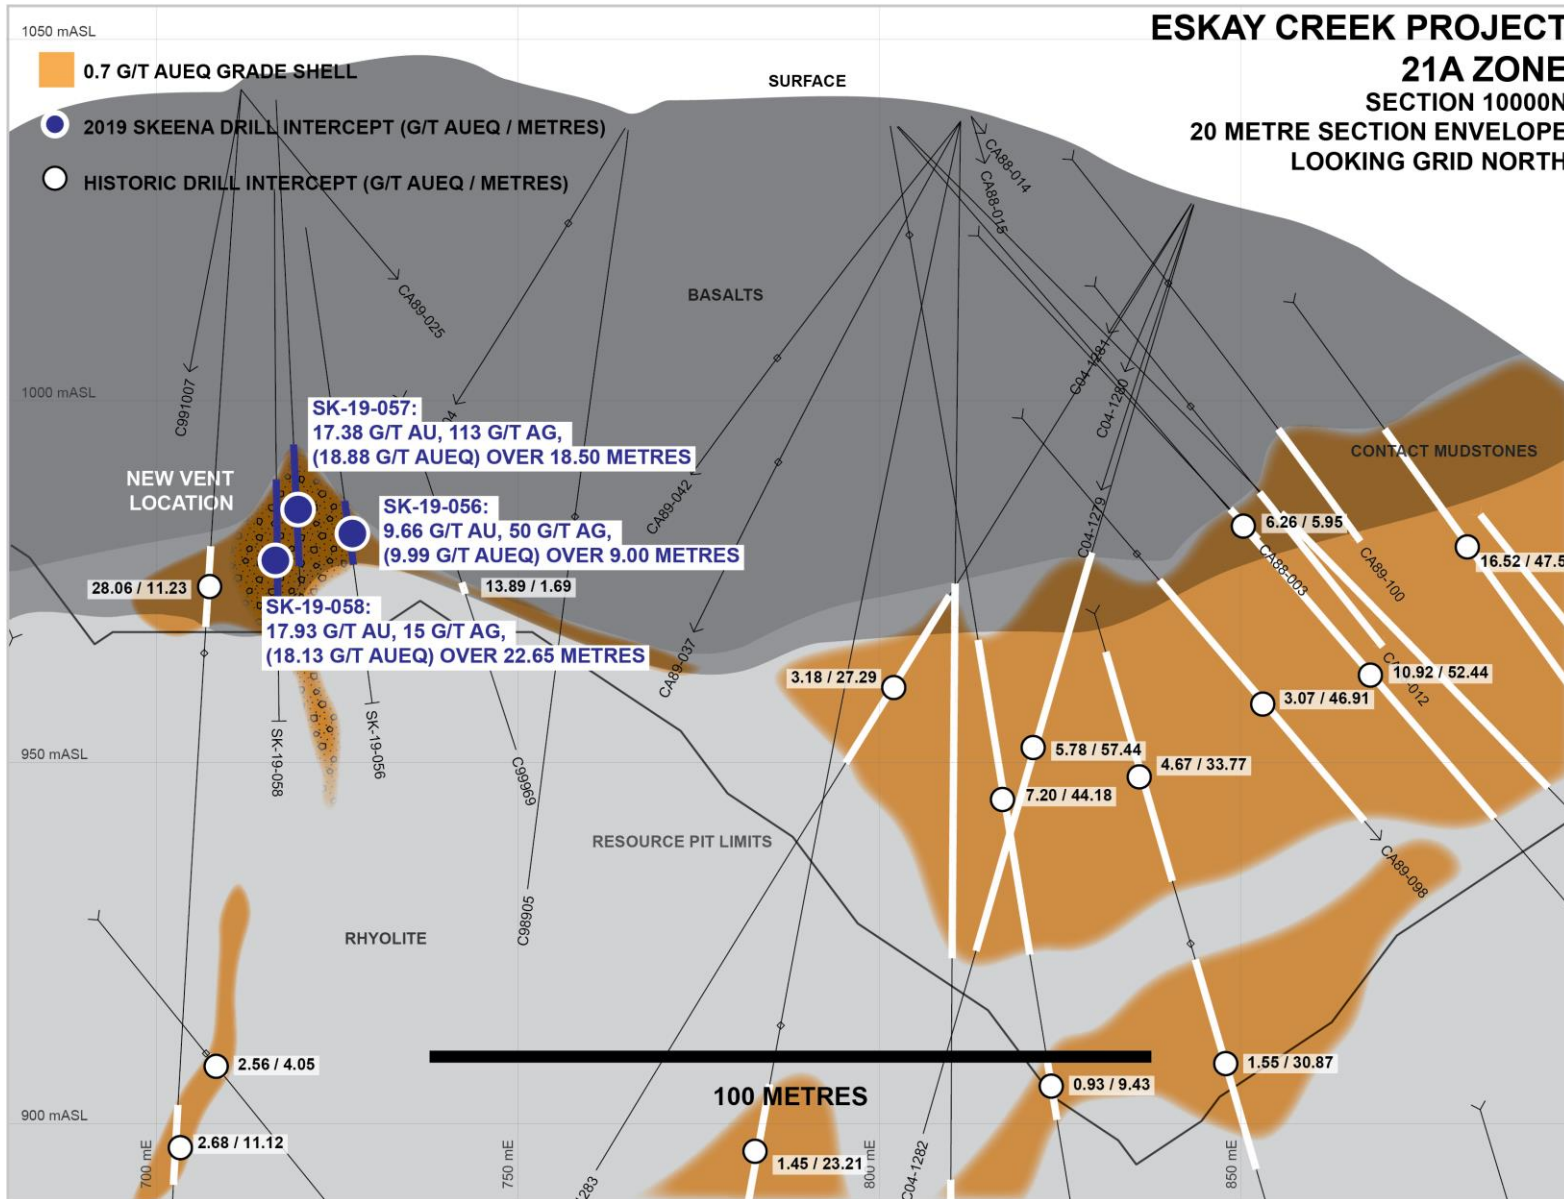 1050 mASL
ESKAY CREEK PROJECT
21A ZONE
SECTION 10000N
20 METRE SECTION ENVELOPE
LOOKING GRID NORTH
0.7 G/T AUEQ GRADE SHELL
2019 SKEENA DRILL INTERCEPT (G/T AUEQ / METRES)
HISTORIC DRILL INTERCEPT (G/T AUEQ / METRES)
SURFACE
CA88-014
CA88-015
BASALTS
CA89-025
C991007
C04-1281
C04-1280
1000 mASL
SK-19-057:
17.38 G/T AU, 113 G/T AG,
(18.88 G/T AUEQ) OVER 18.50 METRES
NEW VENT
LOCATION
CONTACT MUDSTONES
CA89-042
SK-19-056:
9.66 G/T AU, 50 G/T AG,
(9.99 G/T AUEQ) OVER 9.00 METRES
C04-1279
6.26 / 5.95
CA88-003
CA89-100
16.52 / 47.5
28.06 / 11.23
13.89 / 1.69
SK-19-058:
17.93 G/T AU, 15 G/T AG,
(18.13 G/T AUEQ) OVER 22.65 METRES
CA89-037
3.18 / 27.29
10.92 / 52.44
3.07 / 46.91
SK-19-058
SK-19-056
C99969
950 mASL
5.78 / 57.44
4.67 / 33.77
7.20 / 44.18
RESOURCE PIT LIMITS
CA89-098
C98905
RHYOLITE
2.56 / 4.05
100 METRES
1.55 / 30.87
0.93 / 9.43
900 mASL
2.68 / 11.12
1.45 / 23.21
700 mE
750 mE
800 mE
850 mE
C04-1282